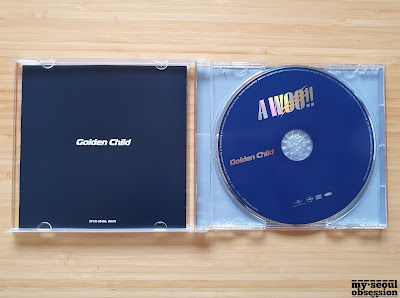 Golden Child
A WOO!!
Golden Child
my·seoul
obsession